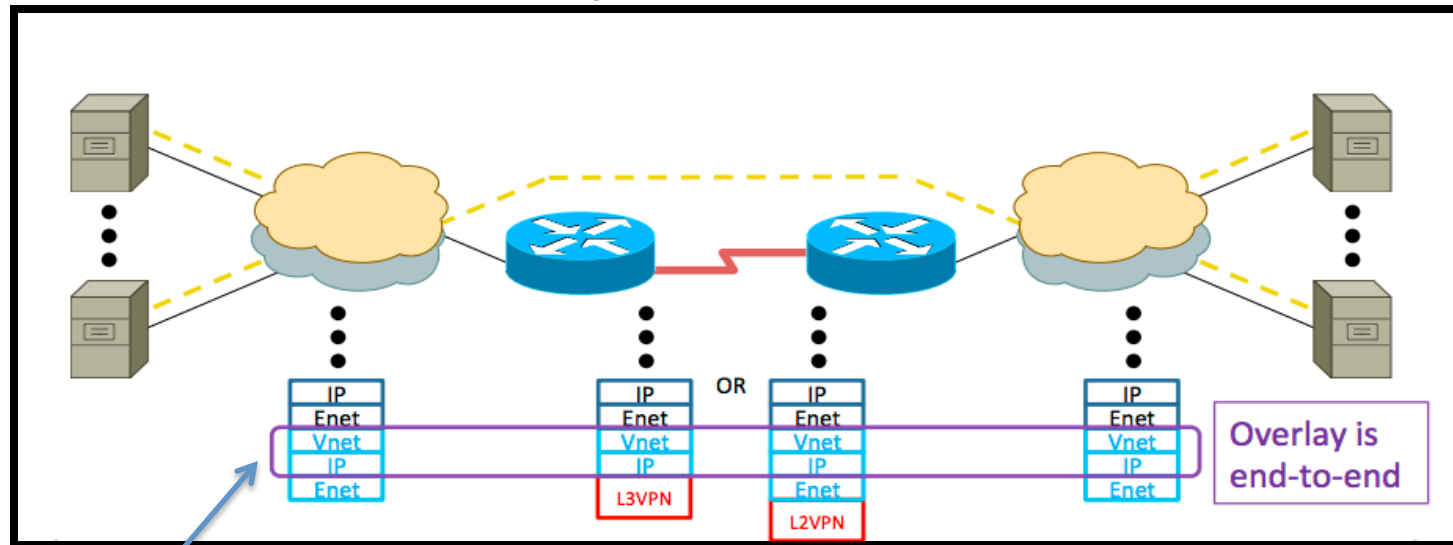 IP
Enet
Vnet
IP
Enet
IP
Enet
Vnet
IP
L3VPN
OR
IP
Enet
Vnet
IP
Enet
L2VPN
IP
Enet
Vnet
IP
Enet
Overlay is
end-to-end